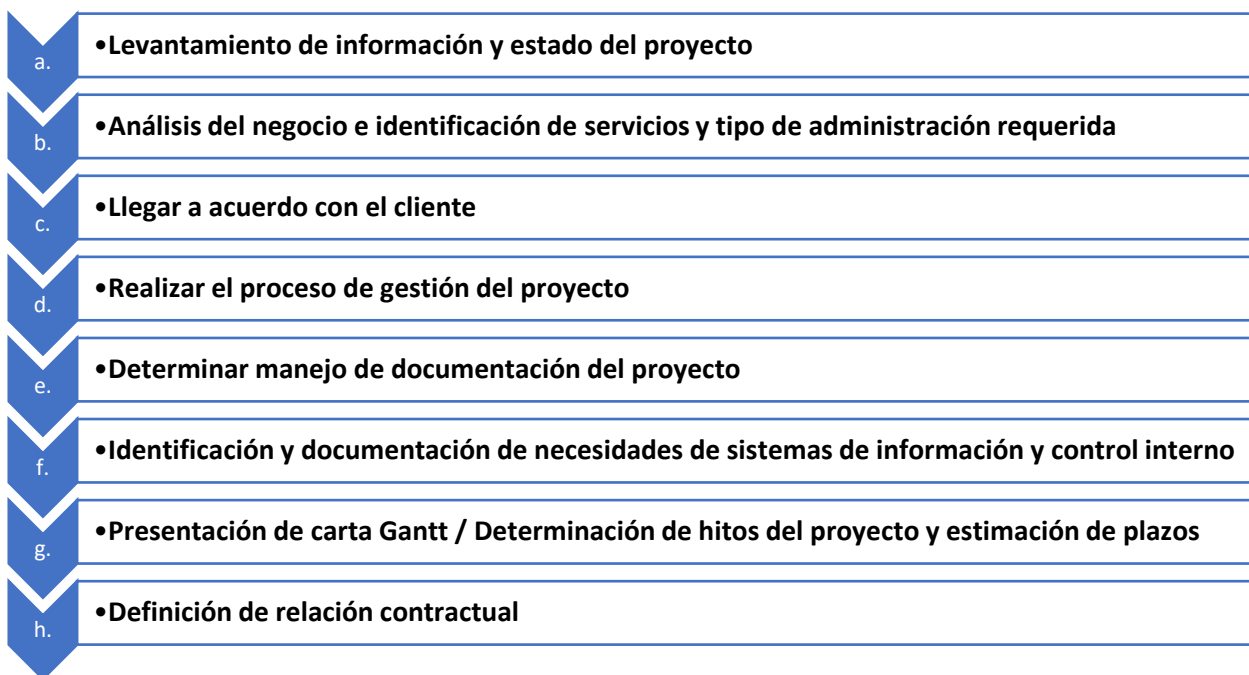 a.
•Levantamiento de información y estado del proyecto
b.
•Análisis del negocio e identificación de servicios y tipo de administración requerida
c.
•Llegar a acuerdo con el cliente
d.
•Realizar el proceso de gestión del proyecto
e.
•Determinar manejo de documentación del proyecto
f.
•Identificación y documentación de necesidades de sistemas de información y control interno
g.
•Presentación de carta Gantt / Determinación de hitos del proyecto y estimación de plazos
h.
•Definición de relación contractual